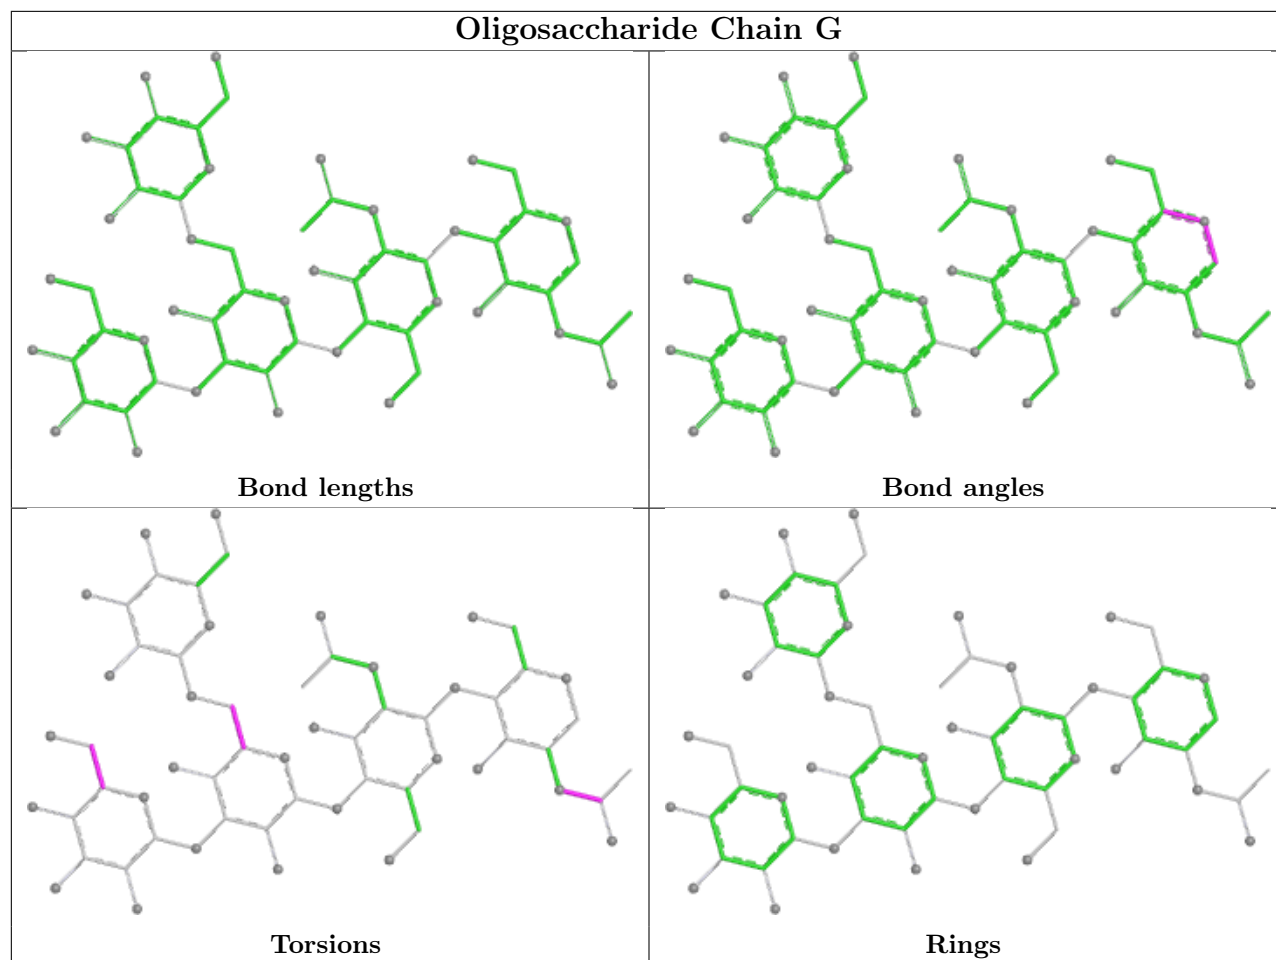 Oligosaccharide Chain G
Bond lengths
Bond angles
Torsions
Rings